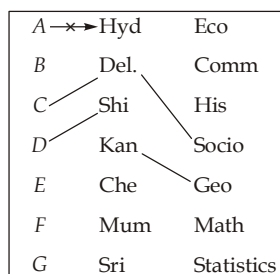 A Hyd Eco
B Del. Comm
C Shi His
D Kan Socio
E Che Geo
F Mum Math
G Sri Statistics